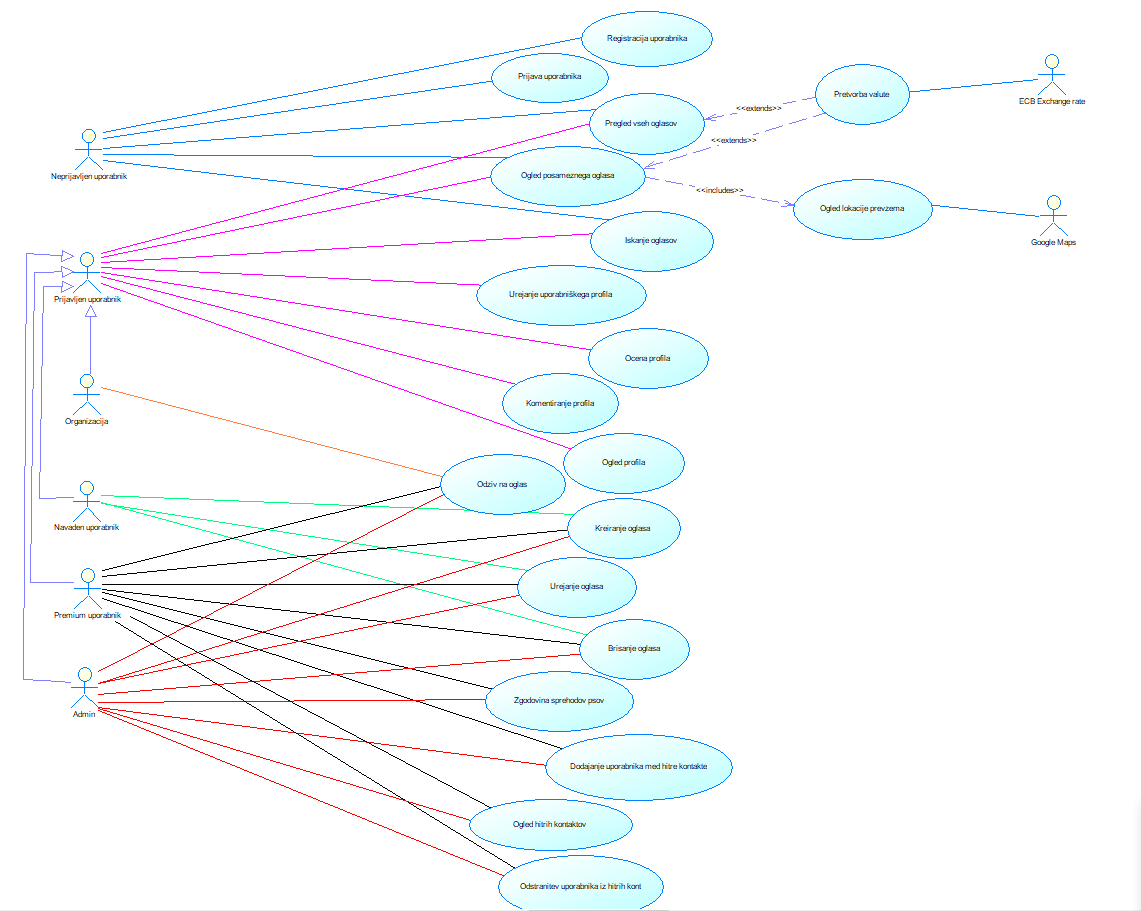 Registracija uporabnika
Prijava uporabnika
Pretvorba valute
ECB Exchange rate
<<extends>>
Pregled vseh oglasov
<<extends>>
Neprijavljen uporabnik
Ogled posameznega oglasa
<<includes>>
Ogled lokacije prevzema
Google Maps
Iskanje oglasov
Prijavljen uporabnik
Urejanje uporabniškega profila
Ocena profila
Komentiranje profila
Organizacija
Ogled profila
Odziv na oglas
Navaden uporabnik
Kreiranje oglasa
Urejanje oglasa
Premium uporabnik
Brisanje oglasa
Zgodovina sprehodov psov
Admin
Dodajanje uporabnika med hitre kontakte
Ogled hitrih kontaktov
Odstranitev uporabnika iz hitrih kont